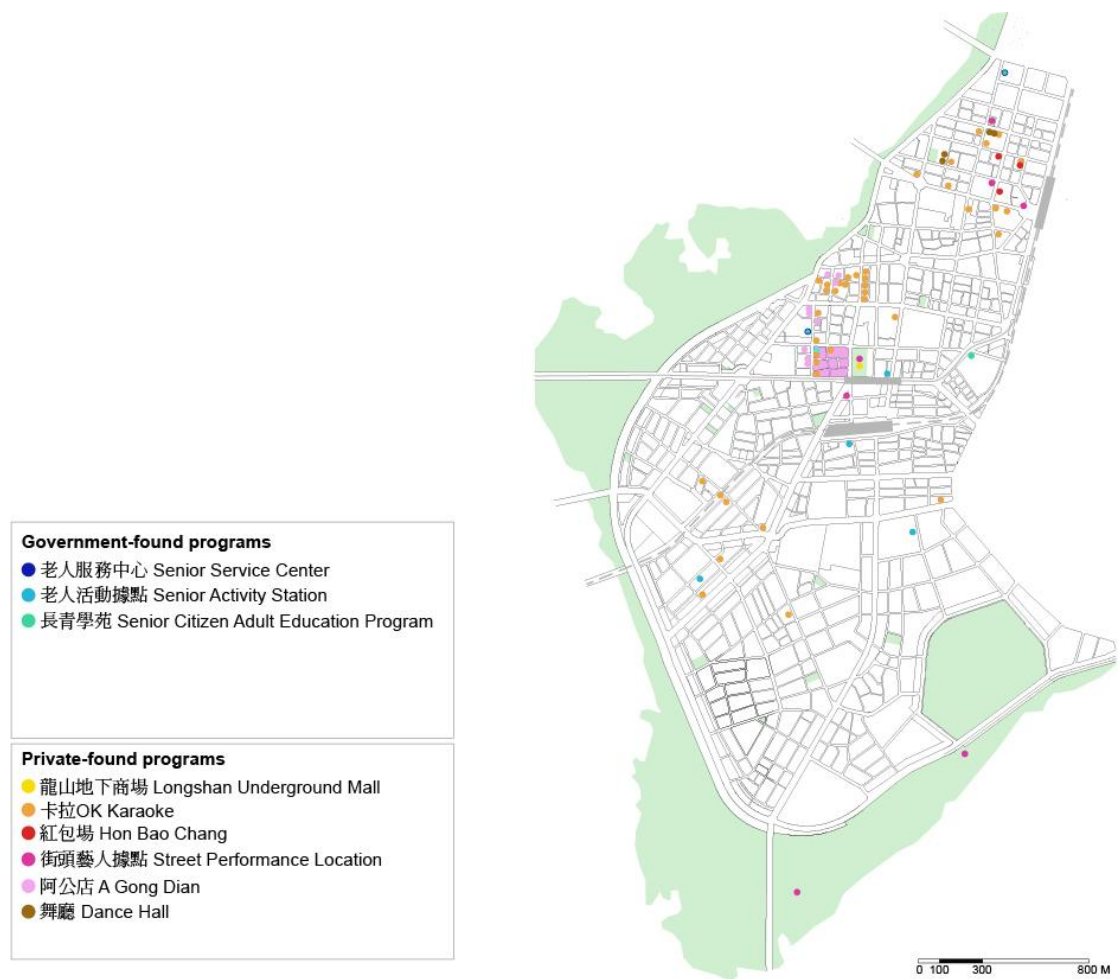 Government-found programs
老人服務中心 Senior Service Center
老人活動據點 Senior Activity Station
長青學苑 Senior Citizen Adult Education Program
Private-found programs
龍山地下商場 Longshan Underground Mall
卡拉OK Karaoke
紅包場 Hon Bao Chang
街頭藝人據點 Street Performance Location
阿公店 A Gong Dian
舞廳 Dance Hall
0 100 300 800 M